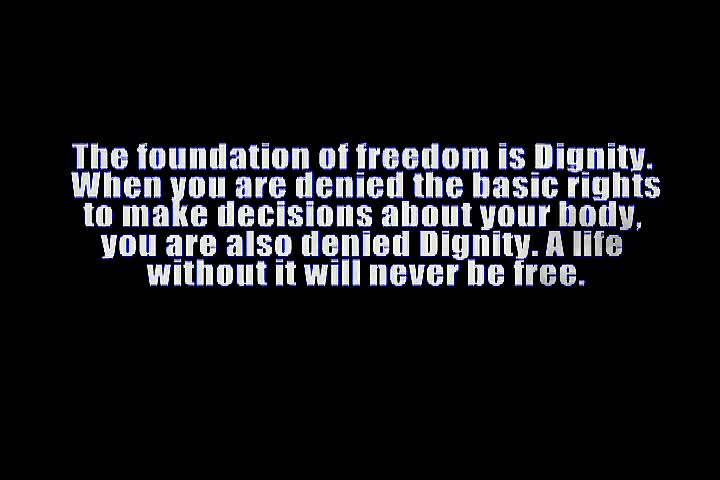 The foundation of freedom is Dignity.
When you are denied the basic rights
to make decisions about your body,
you are also denied Dignity. A life
without it will never be free.